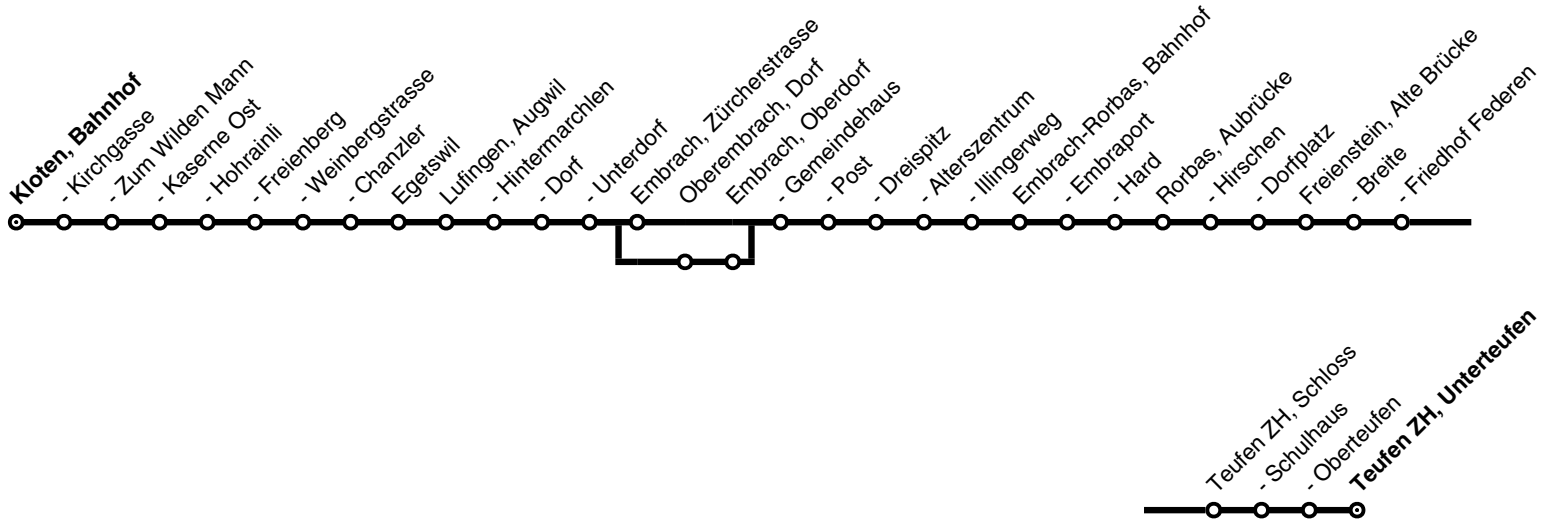 Kloten, Bahnhof
- Kirchgasse
- Zum Wilden Mann
- Kaserne Ost
- Hohrainli
- Freienberg
- Weinbergstrasse
- Chanzler
Egetswil
Lufingen, Augwil
- Hintermarchlen
- Dorf
- Unterdorf
Embrach, Zürcherstrasse
Oberembrach, Dorf
Embrach, Oberdorf
- Gemeindehaus
- Post
- Dreispitz
- Alterszentrum
- Illingerweg
Embrach-Rorbas, Bahnhof
- Embraport
- Hard
Rorbas, Aubrücke
- Hirschen
- Dorfplatz
Freienstein, Alte Brücke
- Breite
- Friedhof Federen
Teufen ZH, Schloss
- Schulhaus
- Oberteufen
Teufen ZH, Unterteufen